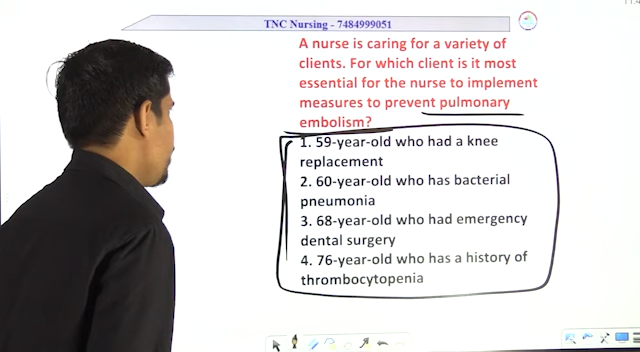 11:4
TNC Nursing - 7484999051
A nurse is caring for a variety of
clients. For which client is it most
essential for the nurse to implement
measures to prevent pulmonary
embolism?
1. 59-year-old who had a knee
replacement
2. 60-year-old who has bacterial
pneumonia
3. 68-year-old who had emergency
dental surgery
4. 76-year-old who has a history of
thrombocytopenia